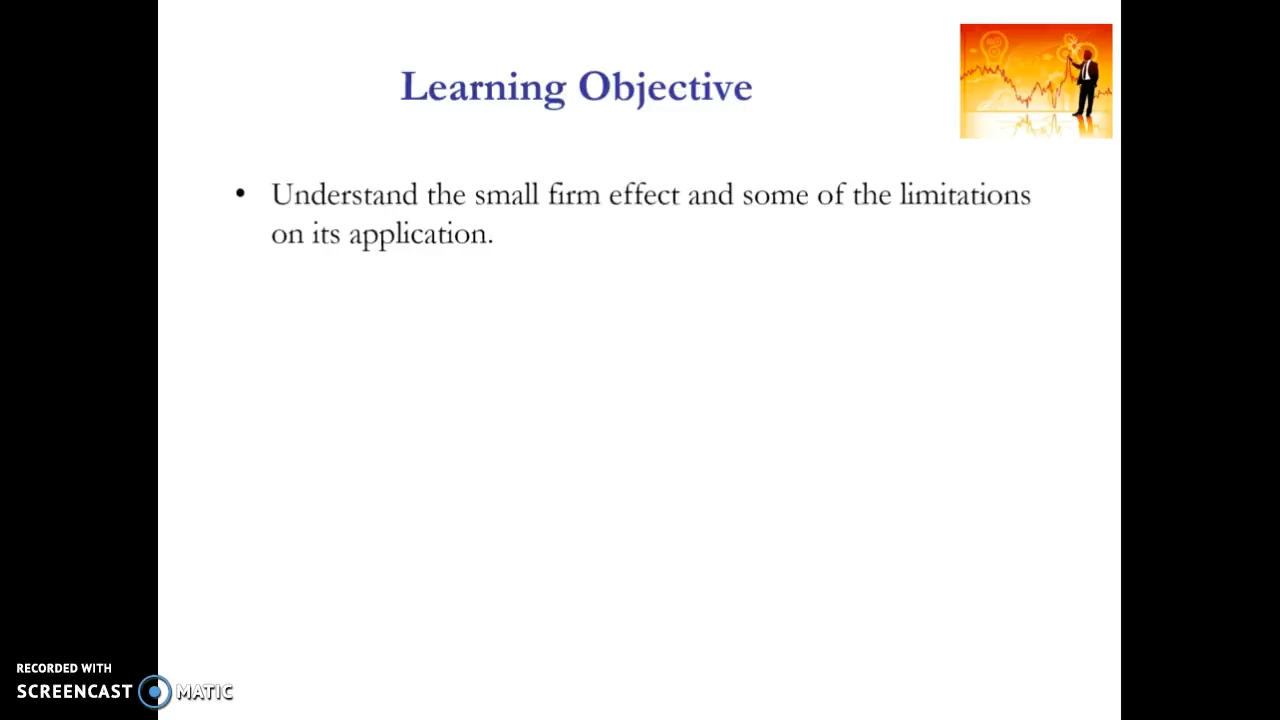 Learning Objective
• Understand the small firm effect and some of the limitations
on its application.
RECORDED WITH
SCREENCAST MATIC